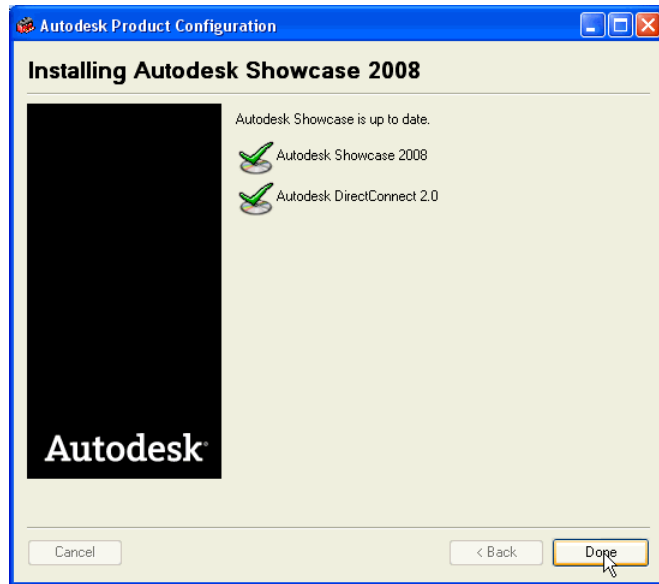 Autodesk Product Configuration
Installing Autodesk Showcase 2008
Autodesk Showcase is up to date.
Autodesk Showcase 2008
Autodesk DirectConnect 2.0
Autodesk
Cancel
< Back
Done